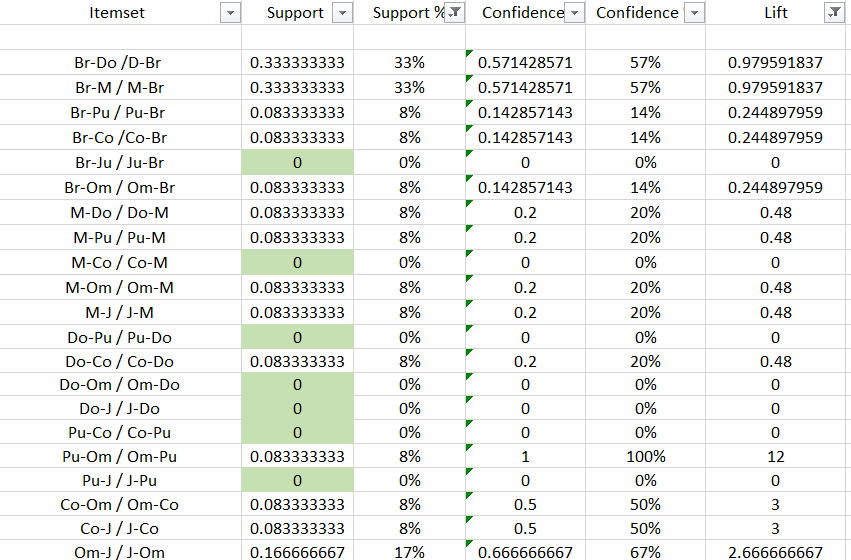 Itemset Support Support % Confidence Confidence Lift
Br-Do /D-Br 0.333333333 33% 0.571428571 57% 0.979591837
Br-M / M-Br 0.333333333 33% 0.571428571 57% 0.979591837
Br-Pu / Pu-Br 0.083333333 8% 0.142857143 14% 0.244897959
Br-Co /Co-Br 0.083333333 8% 0.142857143 14% 0.244897959
Br-Ju / Ju-Br 0 0% 0 0% 0
Br-Om / Om-Br 0.083333333 8% 0.142857143 14% 0.244897959
M-Do / Do-M 0.083333333 8% 0.2 20% 0.48
M-Pu / Pu-M 0.083333333 8% 0.2 20% 0.48
M-Co / Co-M 0 0% 0 0% 0
M-Om / Om-M 0.083333333 8% 0.2 20% 0.48
M-J / J-M 0.083333333 8% 0.2 20% 0.48
Do-Pu / Pu-Do 0 0% 0 0% 0
Do-Co / Co-Do 0.083333333 8% 0.2 20% 0.48
Do-Om / Om-Do 0 0% 0 0% 0
Do-J / J-Do 0 0% 0 0% 0
Pu-Co / Co-Pu 0 0% 0 0% 0
Pu-Om / Om-Pu 0.083333333 8% 1 100% 12
Pu-J / J-Pu 0 0% 0 0% 0
Co-Om / Om-Co 0.083333333 8% 0.5 50% 3
Co-J / J-Co 0.083333333 8% 0.5 50% 3
Om-J / J-Om 0.166666667 17% 0.666666667 67% 2.666666667